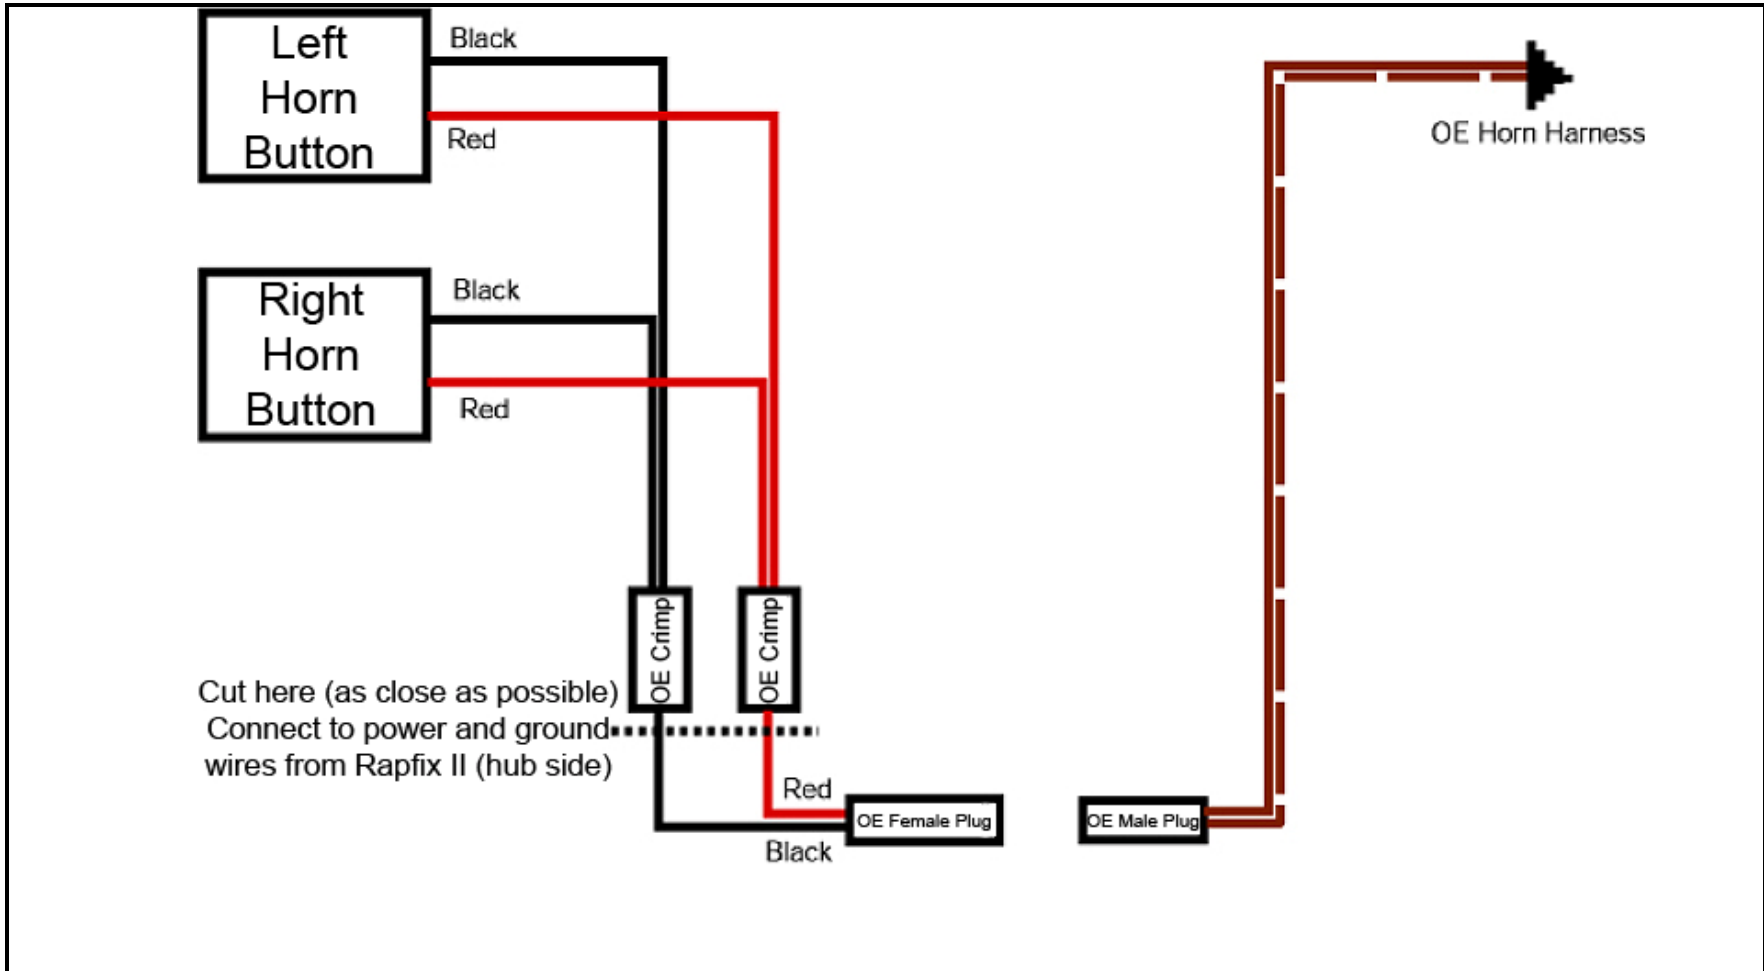 Left
Horn
Button
Black
Red
Right
Horn
Button
Black
Red
OE Horn Harness
OE Crimp
OE Crimp
Cut here (as close as possible)
Connect to power and ground
wires from Rapfix II (hub side)
Red
OE Female Plug
OE Male Plug
Black